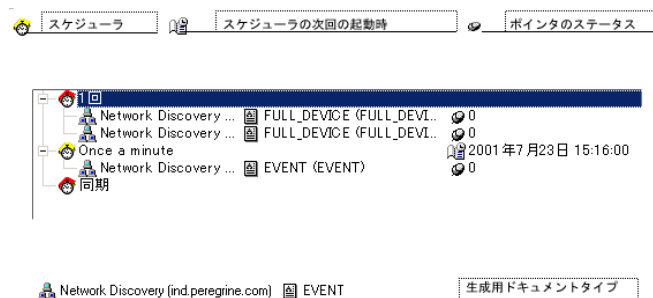 スケジューラ スケジューラの次回の起動時 ポインタのステータス
1回
Network Discovery ... FULL_DEVICE (FULL_DEVI.. 0
Network Discovery ... FULL_DEVICE (FULL_DEVI.. 0
Once a minute 2001年7月23日 15:16:00
Network Discovery ... EVENT (EVENT) 0
同期
Network Discovery (ind.peregrine.com) EVENT 生成用ドキュメントタイプ